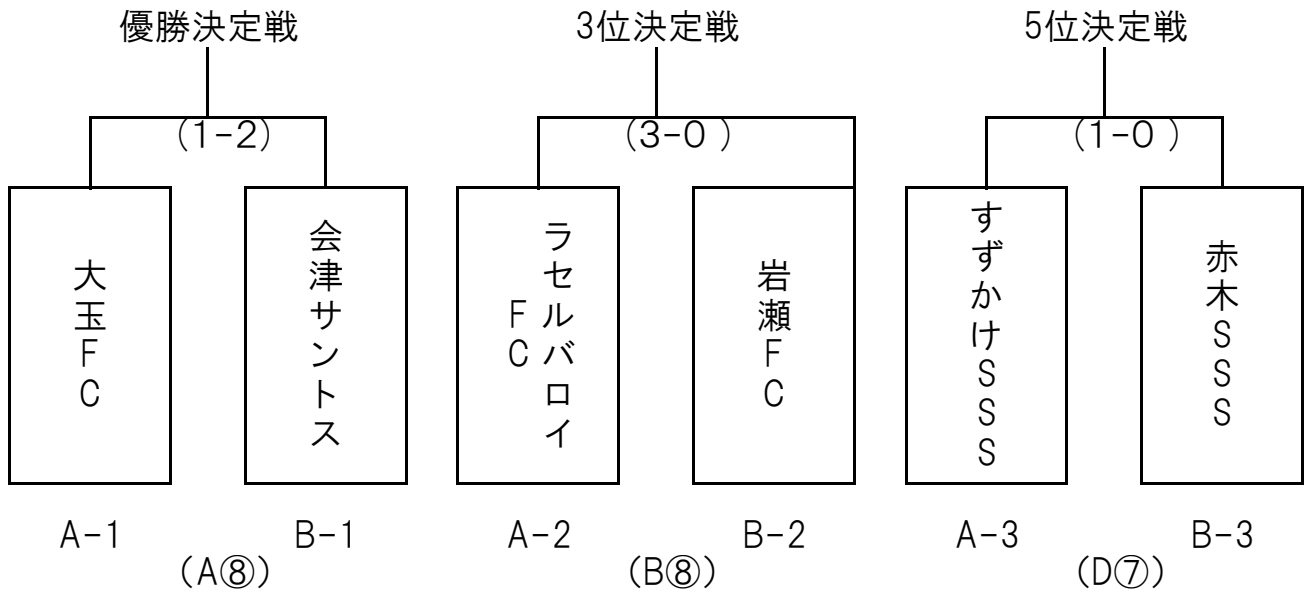 優勝決定戦
(1-2)
大玉FC
会津サントス
A-1
B-1
(A⑧)
3位決定戦
(3-0 )
ラセルバロイ
FC
岩瀬FC
A-2
B-2
(B⑧)
5位決定戦
(1-0 )
すずかけSSS
赤木SSS
A-3
B-3
(D⑦)